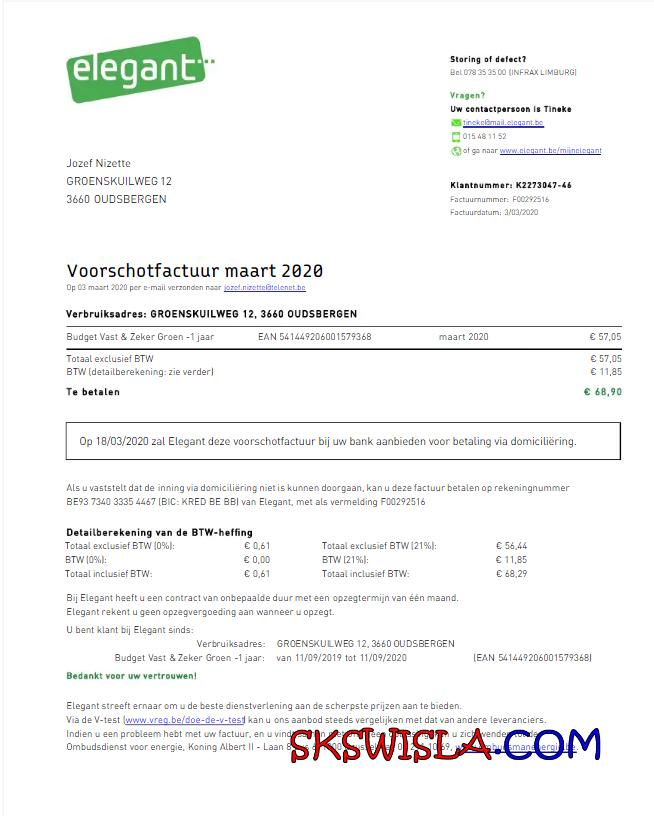 elegant
Storing of defect?
Bel 078 35 35 00 (INFRAX LIMBURG)
Vragen?
Uw contactpersoon is Tineke
tineke@mail.elegant.be
015 48 11 52
of ga naar www.elegant.be/mijnelegant
Jozef Nizette
GROENSKUILWEG 12
3660 OUDSBERGEN
Klantnummer: K2273047-46
Factuurnummer: F00292516
Factuurdatum: 3/03/2020
Voorschotfactuur maart 2020
Op 03 maart 2020 per e-mail verzonden naar jozef.nizette@telenet.be
Verbruiksadres: GROENSKUILWEG 12, 3660 OUDSBERGEN
Budget Vast & Zeker Groen -1 jaar EAN 541449206001579368 maart 2020 € 57,05
Totaal exclusief BTW € 57,05
BTW (detailberekening: zie verder) € 11,85
Te betalen € 68,90
Op 18/03/2020 zal Elegant deze voorschotfactuur bij uw bank aanbieden voor betaling via domiciliëring.
Als u vaststelt dat de inning via domiciliëring niet is kunnen doorgaan, kan u deze factuur betalen op rekeningnummer
BE93 7340 3335 4467 (BIC: KRED BE BB) van Elegant, met als vermelding F00292516
Detailberekening van de BTW-heffing
Totaal exclusief BTW (0%): € 0,61 Totaal exclusief BTW (21%): € 56,44
BTW (0%): € 0,00 BTW (21%): € 11,85
Totaal inclusief BTW: € 0,61 Totaal inclusief BTW: € 68,29
Bij Elegant heeft u een contract van onbepaalde duur met een opzegtermijn van één maand.
Elegant rekent u geen opzegvergoeding aan wanneer u opzegt.
U bent klant bij Elegant sinds:
Verbruiksadres: GROENSKUILWEG 12, 3660 OUDSBERGEN
Budget Vast & Zeker Groen -1 jaar: van 11/09/2019 tot 11/09/2020 (EAN 541449206001579368)
Bedankt voor uw vertrouwen!
Elegant streeft ernaar om u de beste dienstverlening aan de scherpste prijzen aan te bieden.
Via de V-test (www.vreg.be/doe-de-v-test) kan u ons aanbod steeds vergelijken met dat van andere leveranciers.
Indien u een probleem hebt met uw factuur, en u
Ombudsdienst voor energie, Koning Albert II - Laan
SKSWISLA.COM